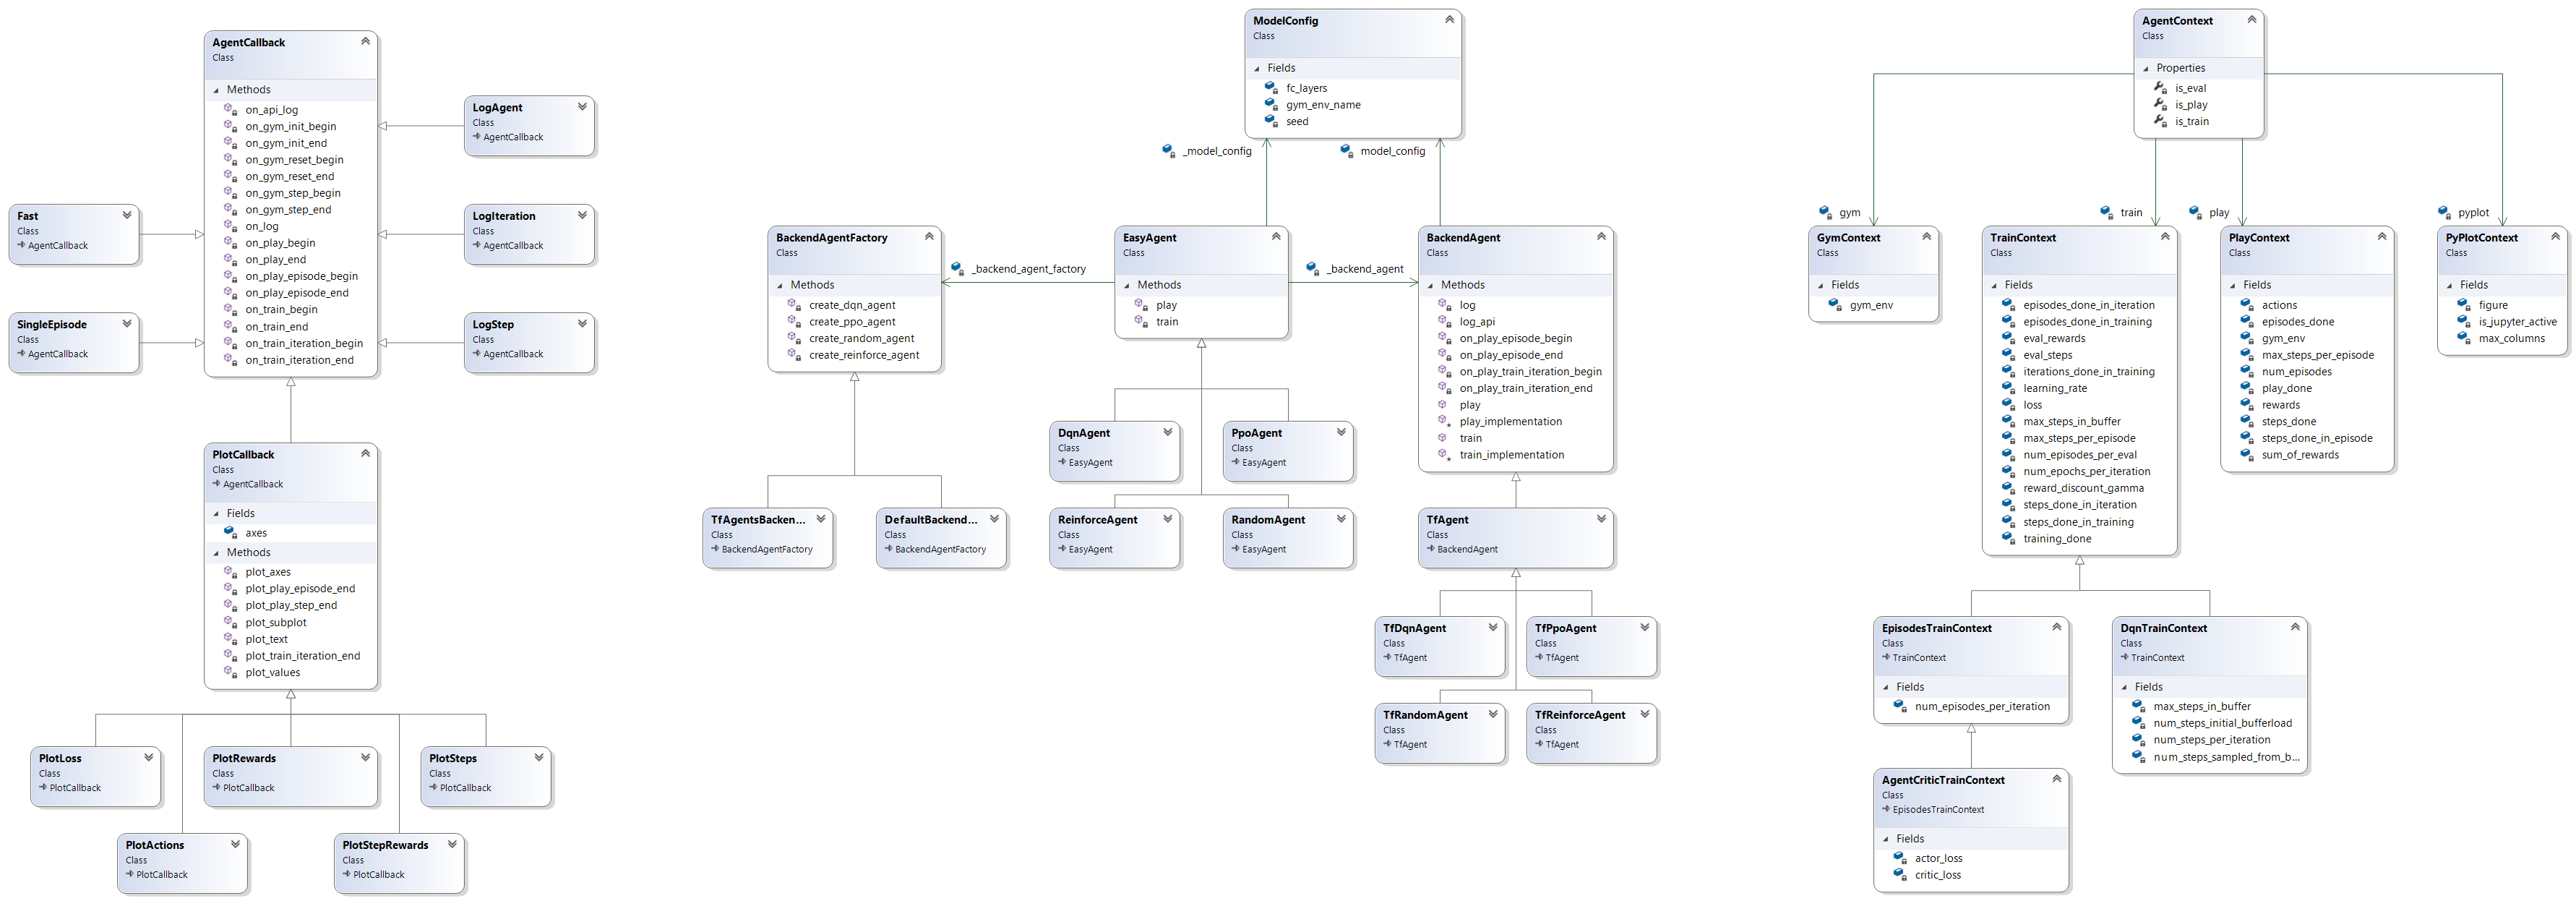 AgentCallback
Class
Methods
on_api_log
on_gym_init_begin
on_gym_init_end
on_gym_reset_begin
on_gym_reset_end
on_gym_step_begin
on_gym_step_end
on_log
on_play_begin
on_play_end
on_play_episode_begin
on_play_episode_end
on_train_begin
on_train_end
on_train_iteration_begin
on_train_iteration_end
LogAgent
Class
AgentCallback
Fast
Class
AgentCallback
LogIteration
Class
AgentCallback
SingleEpisode
Class
AgentCallback
LogStep
Class
AgentCallback
PlotCallback
Class
AgentCallback
Fields
axes
Methods
plot_axes
plot_play_episode_end
plot_play_step_end
plot_subplot
plot_text
plot_train_iteration_end
plot_values
PlotLoss
Class
PlotCallback
PlotRewards
Class
PlotCallback
PlotSteps
Class
PlotCallback
PlotActions
Class
PlotCallback
PlotStepRewards
Class
PlotCallback
ModelConfig
Class
Fields
fc_layers
gym_env_name
seed
_model_config
model_config
BackendAgentFactory
Class
Methods
create_dqn_agent
create_ppo_agent
create_random_agent
create_reinforce_agent
_backend_agent_factory
EasyAgent
Class
Methods
play
train
_backend_agent
BackendAgent
Class
Methods
log
log_api
on_play_episode_begin
on_play_episode_end
on_play_train_iteration_begin
on_play_train_iteration_end
play
play_implementation
train
train_implementation
TfAgentsBacken...
Class
BackendAgentFactory
DefaultBackend...
Class
BackendAgentFactory
DqnAgent
Class
EasyAgent
PpoAgent
Class
EasyAgent
ReinforceAgent
Class
EasyAgent
RandomAgent
Class
EasyAgent
TfAgent
Class
BackendAgent
TfDqnAgent
Class
TfAgent
TfPpoAgent
Class
TfAgent
TfRandomAgent
Class
TfAgent
TfReinforceAgent
Class
TfAgent
AgentContext
Class
Properties
is_eval
is_play
is_train
gym
train
play
pyplot
GymContext
Class
Fields
gym_env
TrainContext
Class
Fields
episodes_done_in_iteration
episodes_done_in_training
eval_rewards
eval_steps
iterations_done_in_training
learning_rate
loss
max_steps_in_buffer
max_steps_per_episode
num_episodes_per_eval
num_epochs_per_iteration
reward_discount_gamma
steps_done_in_iteration
steps_done_in_training
training_done
PlayContext
Class
Fields
actions
episodes_done
gym_env
max_steps_per_episode
num_episodes
play_done
rewards
steps_done
steps_done_in_episode
sum_of_rewards
PyPlotContext
Class
Fields
figure
is_jupyter_active
max_columns
EpisodesTrainContext
Class
TrainContext
Fields
num_episodes_per_iteration
DqnTrainContext
Class
TrainContext
Fields
max_steps_in_buffer
num_steps_initial_bufferload
num_steps_per_iteration
num_steps_sampled_from_b...
AgentCriticTrainContext
Class
EpisodesTrainContext
Fields
actor_loss
critic_loss